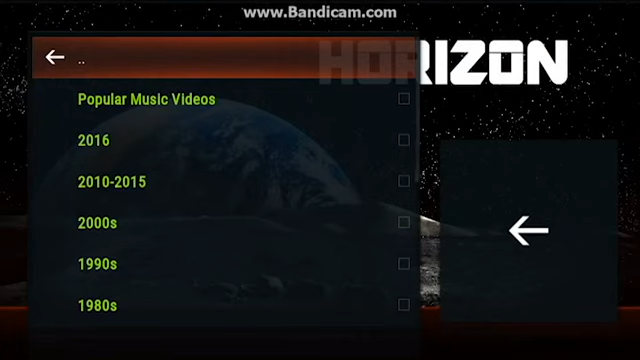 www.Bandicam.com
HORIZON
..
Popular Music Videos
2016
2010-2015
2000s
1990s
1980s